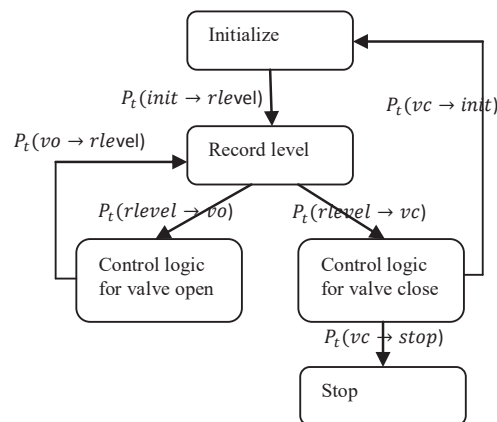 Initialize
P_t(init → rlevel)
P_t(vc → init)
P_t(vo → rlevel)
Record level
P_t(rlevel → vo)
P_t(rlevel → vc)
Control logic
for valve open
Control logic
for valve close
P_t(vc → stop)
Stop